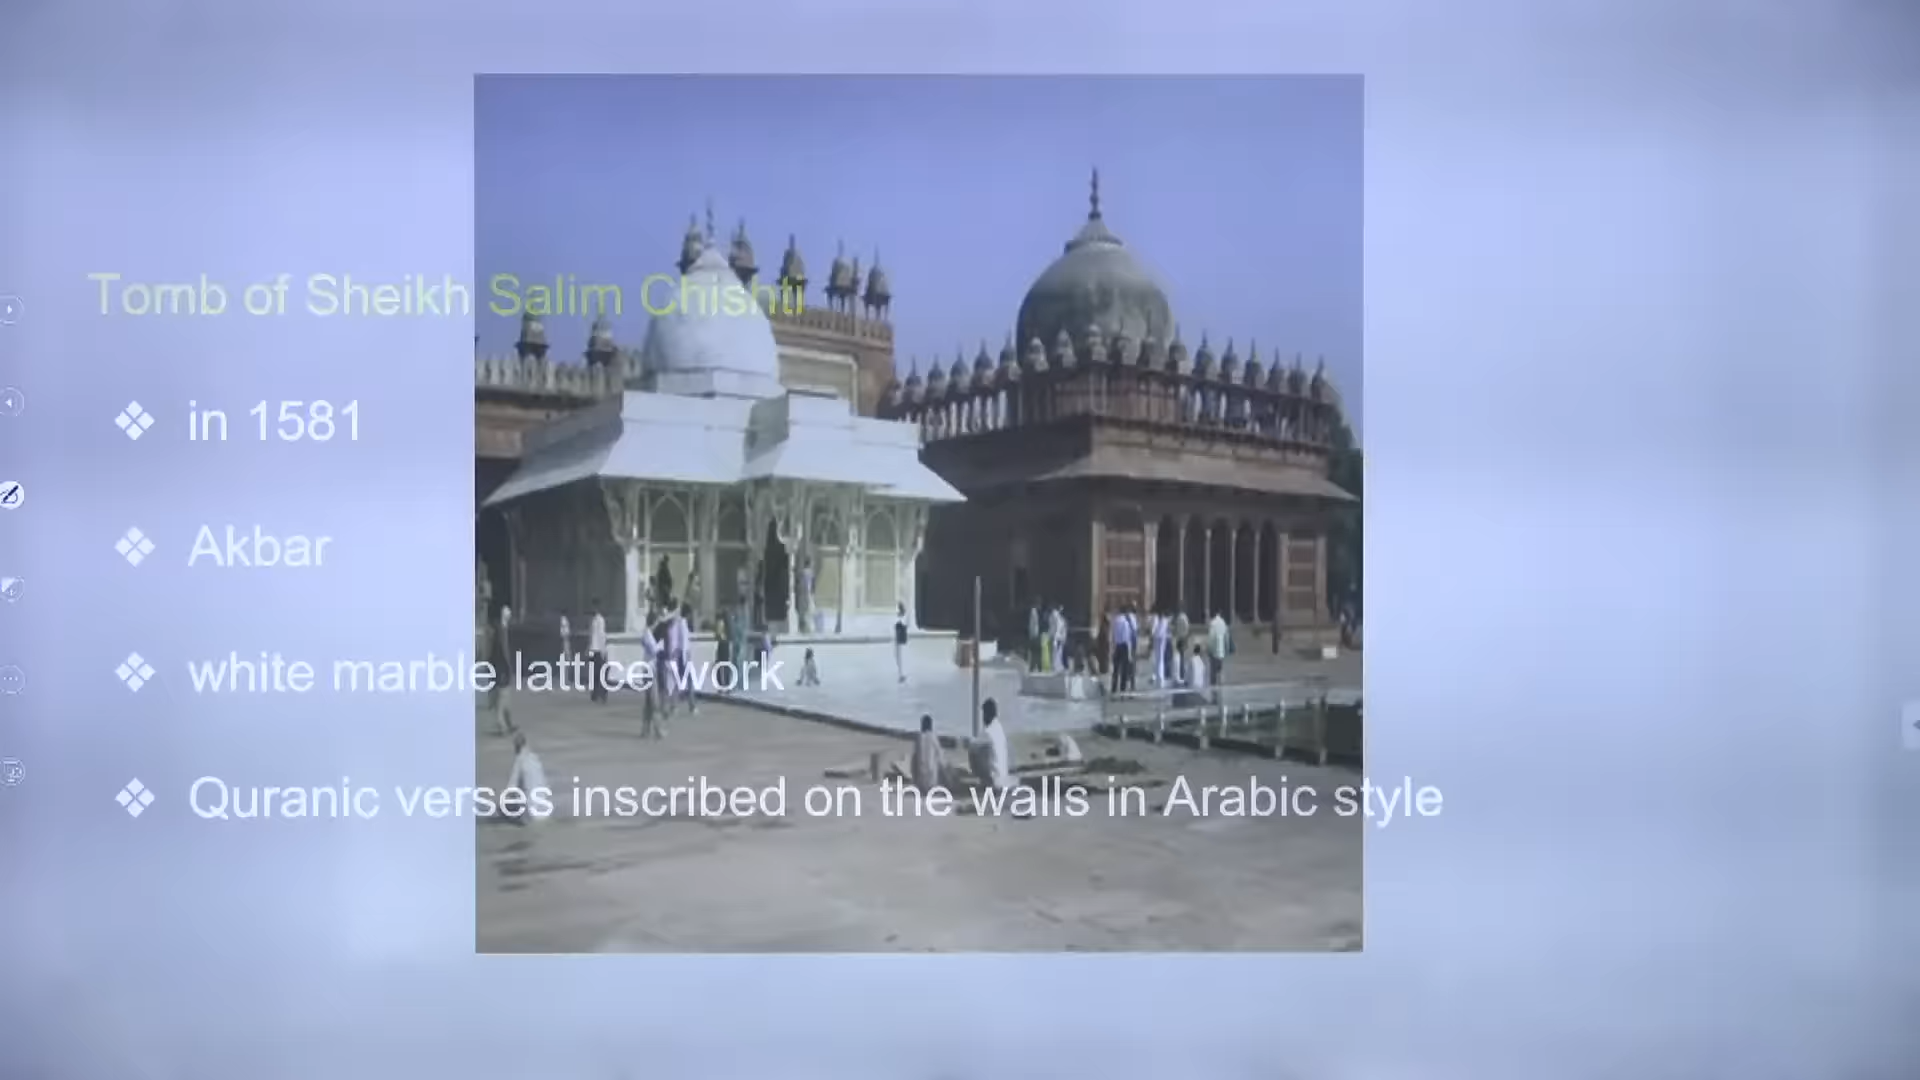 Tomb of Sheikh Salim Chishti
❖ in 1581
❖ Akbar
❖ white marble lattice work
❖ Quranic verses inscribed on the walls in Arabic style